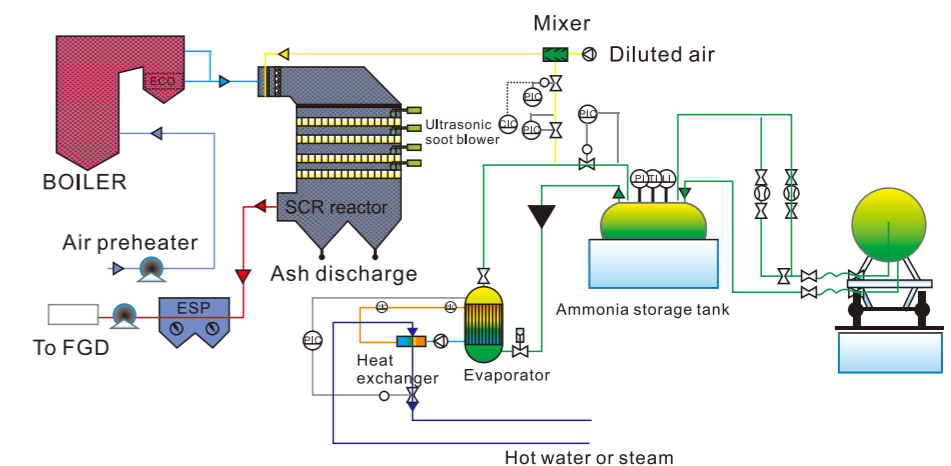 Mixer
Diluted air
ECO
PIC
CIC
PIC
PIC
Ultrasonic
soot blower
BOILER
SCR reactor
PI
TI
LI
Air preheater
Ash discharge
Ammonia storage tank
ESP
To FGD
PIC
Heat
exchanger
Evaporator
Hot water or steam